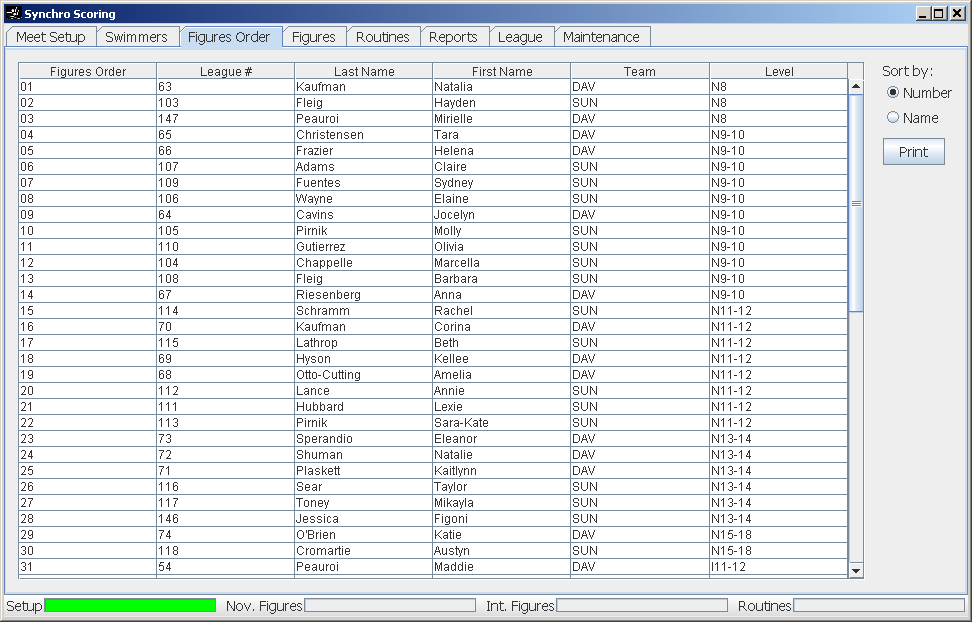 Synchro Scoring
Meet Setup Swimmers Figures Order Figures Routines Reports League Maintenance
Figures Order League # Last Name First Name Team Level
01 63 Kaufman Natalia DAV N8
02 103 Fleig Hayden SUN N8
03 147 Peauroi Mirielle DAV N8
04 65 Christensen Tara DAV N9-10
05 66 Frazier Helena DAV N9-10
06 107 Adams Claire SUN N9-10
07 109 Fuentes Sydney SUN N9-10
08 106 Wayne Elaine SUN N9-10
09 64 Cavins Jocelyn DAV N9-10
10 105 Pirnik Molly SUN N9-10
11 110 Gutierrez Olivia SUN N9-10
12 104 Chappelle Marcella SUN N9-10
13 108 Fleig Barbara SUN N9-10
14 67 Riesenberg Anna DAV N9-10
15 114 Schramm Rachel SUN N11-12
16 70 Kaufman Corina DAV N11-12
17 115 Lathrop Beth SUN N11-12
18 69 Hyson Kellee DAV N11-12
19 68 Otto-Cutting Amelia DAV N11-12
20 112 Lance Annie SUN N11-12
21 111 Hubbard Lexie SUN N11-12
22 113 Pirnik Sara-Kate SUN N11-12
23 73 Sperandio Eleanor DAV N13-14
24 72 Shuman Natalie DAV N13-14
25 71 Plaskett Kaitlynn DAV N13-14
26 116 Sear Taylor SUN N13-14
27 117 Toney Mikayla SUN N13-14
28 146 Jessica Figoni SUN N13-14
29 74 O'Brien Katie DAV N15-18
30 118 Cromartie Austyn SUN N15-18
31 54 Peauroi Maddie DAV I11-12
Sort by:
Number
Name
Print
Setup Nov. Figures Int. Figures Routines